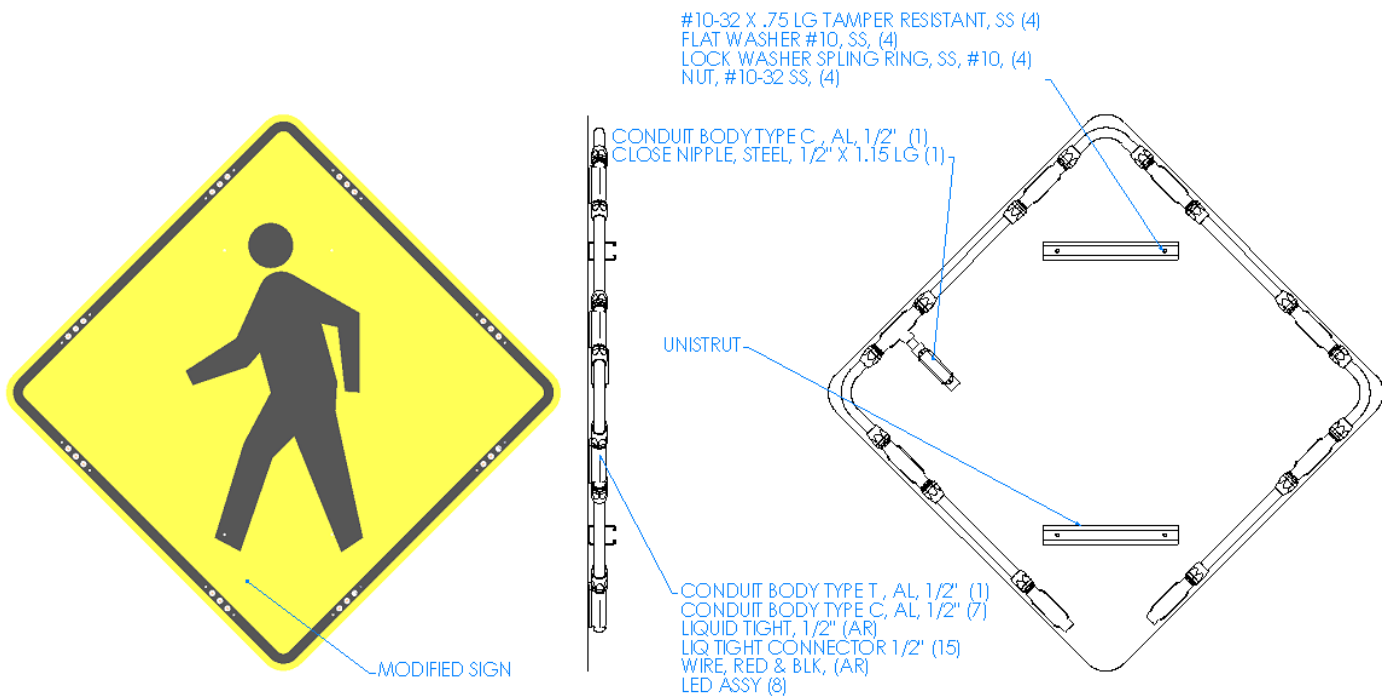 #10-32 X .75 LG TAMPER RESISTANT, SS (4)
FLAT WASHER #10, SS, (4)
LOCK WASHER SPLING RING, SS, #10, (4)
NUT, #10-32 SS, (4)
CONDUIT BODY TYPE C , AL, 1/2" (1)
CLOSE NIPPLE, STEEL, 1/2" X 1.15 LG (1)
UNISTRUT
CONDUIT BODY TYPE T , AL, 1/2" (1)
CONDUIT BODY TYPE C, AL, 1/2" (7)
LIQUID TIGHT, 1/2" (AR)
LIQ TIGHT CONNECTOR 1/2" (15)
WIRE, RED & BLK, (AR)
LED ASSY (8)
MODIFIED SIGN